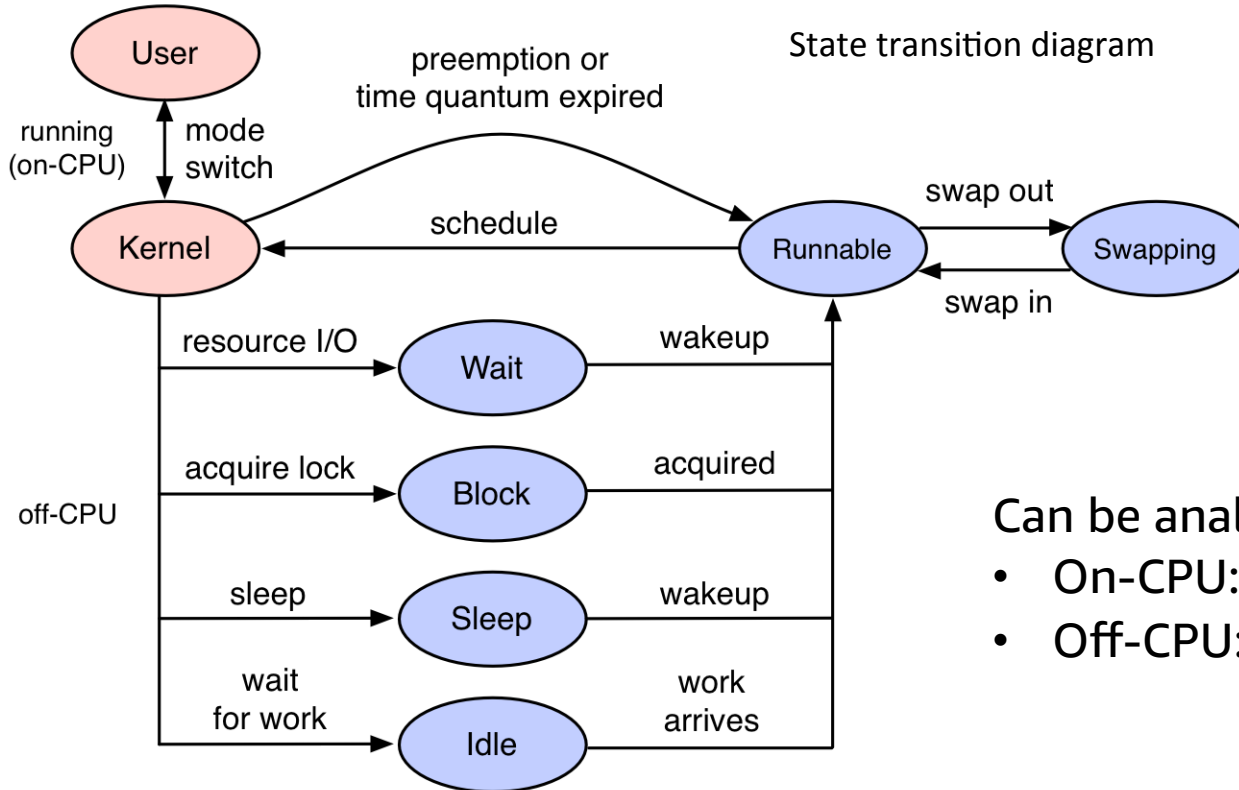 State transition diagram
User
preemption or
time quantum expired
running
(on-CPU)
mode
switch
swap out
schedule
Kernel
Runnable
Swapping
swap in
resource I/O
Wait
wakeup
acquire lock
Block
acquired
off-CPU
Can be anal
• On-CPU:
• Off-CPU:
sleep
Sleep
wakeup
wait
for work
Idle
work
arrives